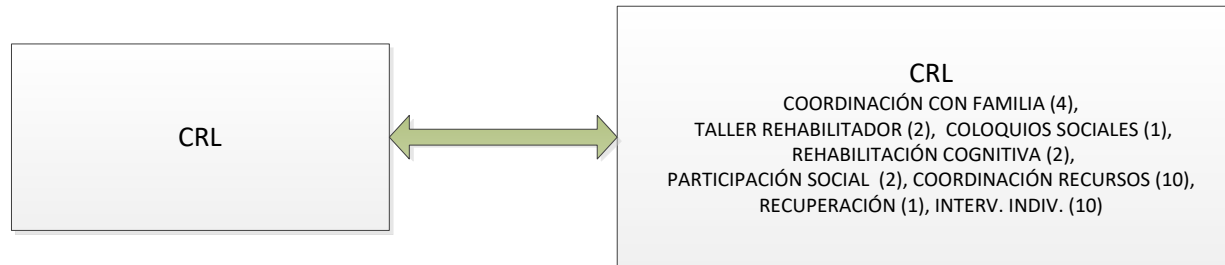 CRL
CRL
COORDINACIÓN CON FAMILIA (4),
TALLER REHABILITADOR (2), COLOQUIOS SOCIALES (1),
REHABILITACIÓN COGNITIVA (2),
PARTICIPACIÓN SOCIAL (2), COORDINACIÓN RECURSOS (10),
RECUPERACIÓN (1), INTERV. INDIV. (10)